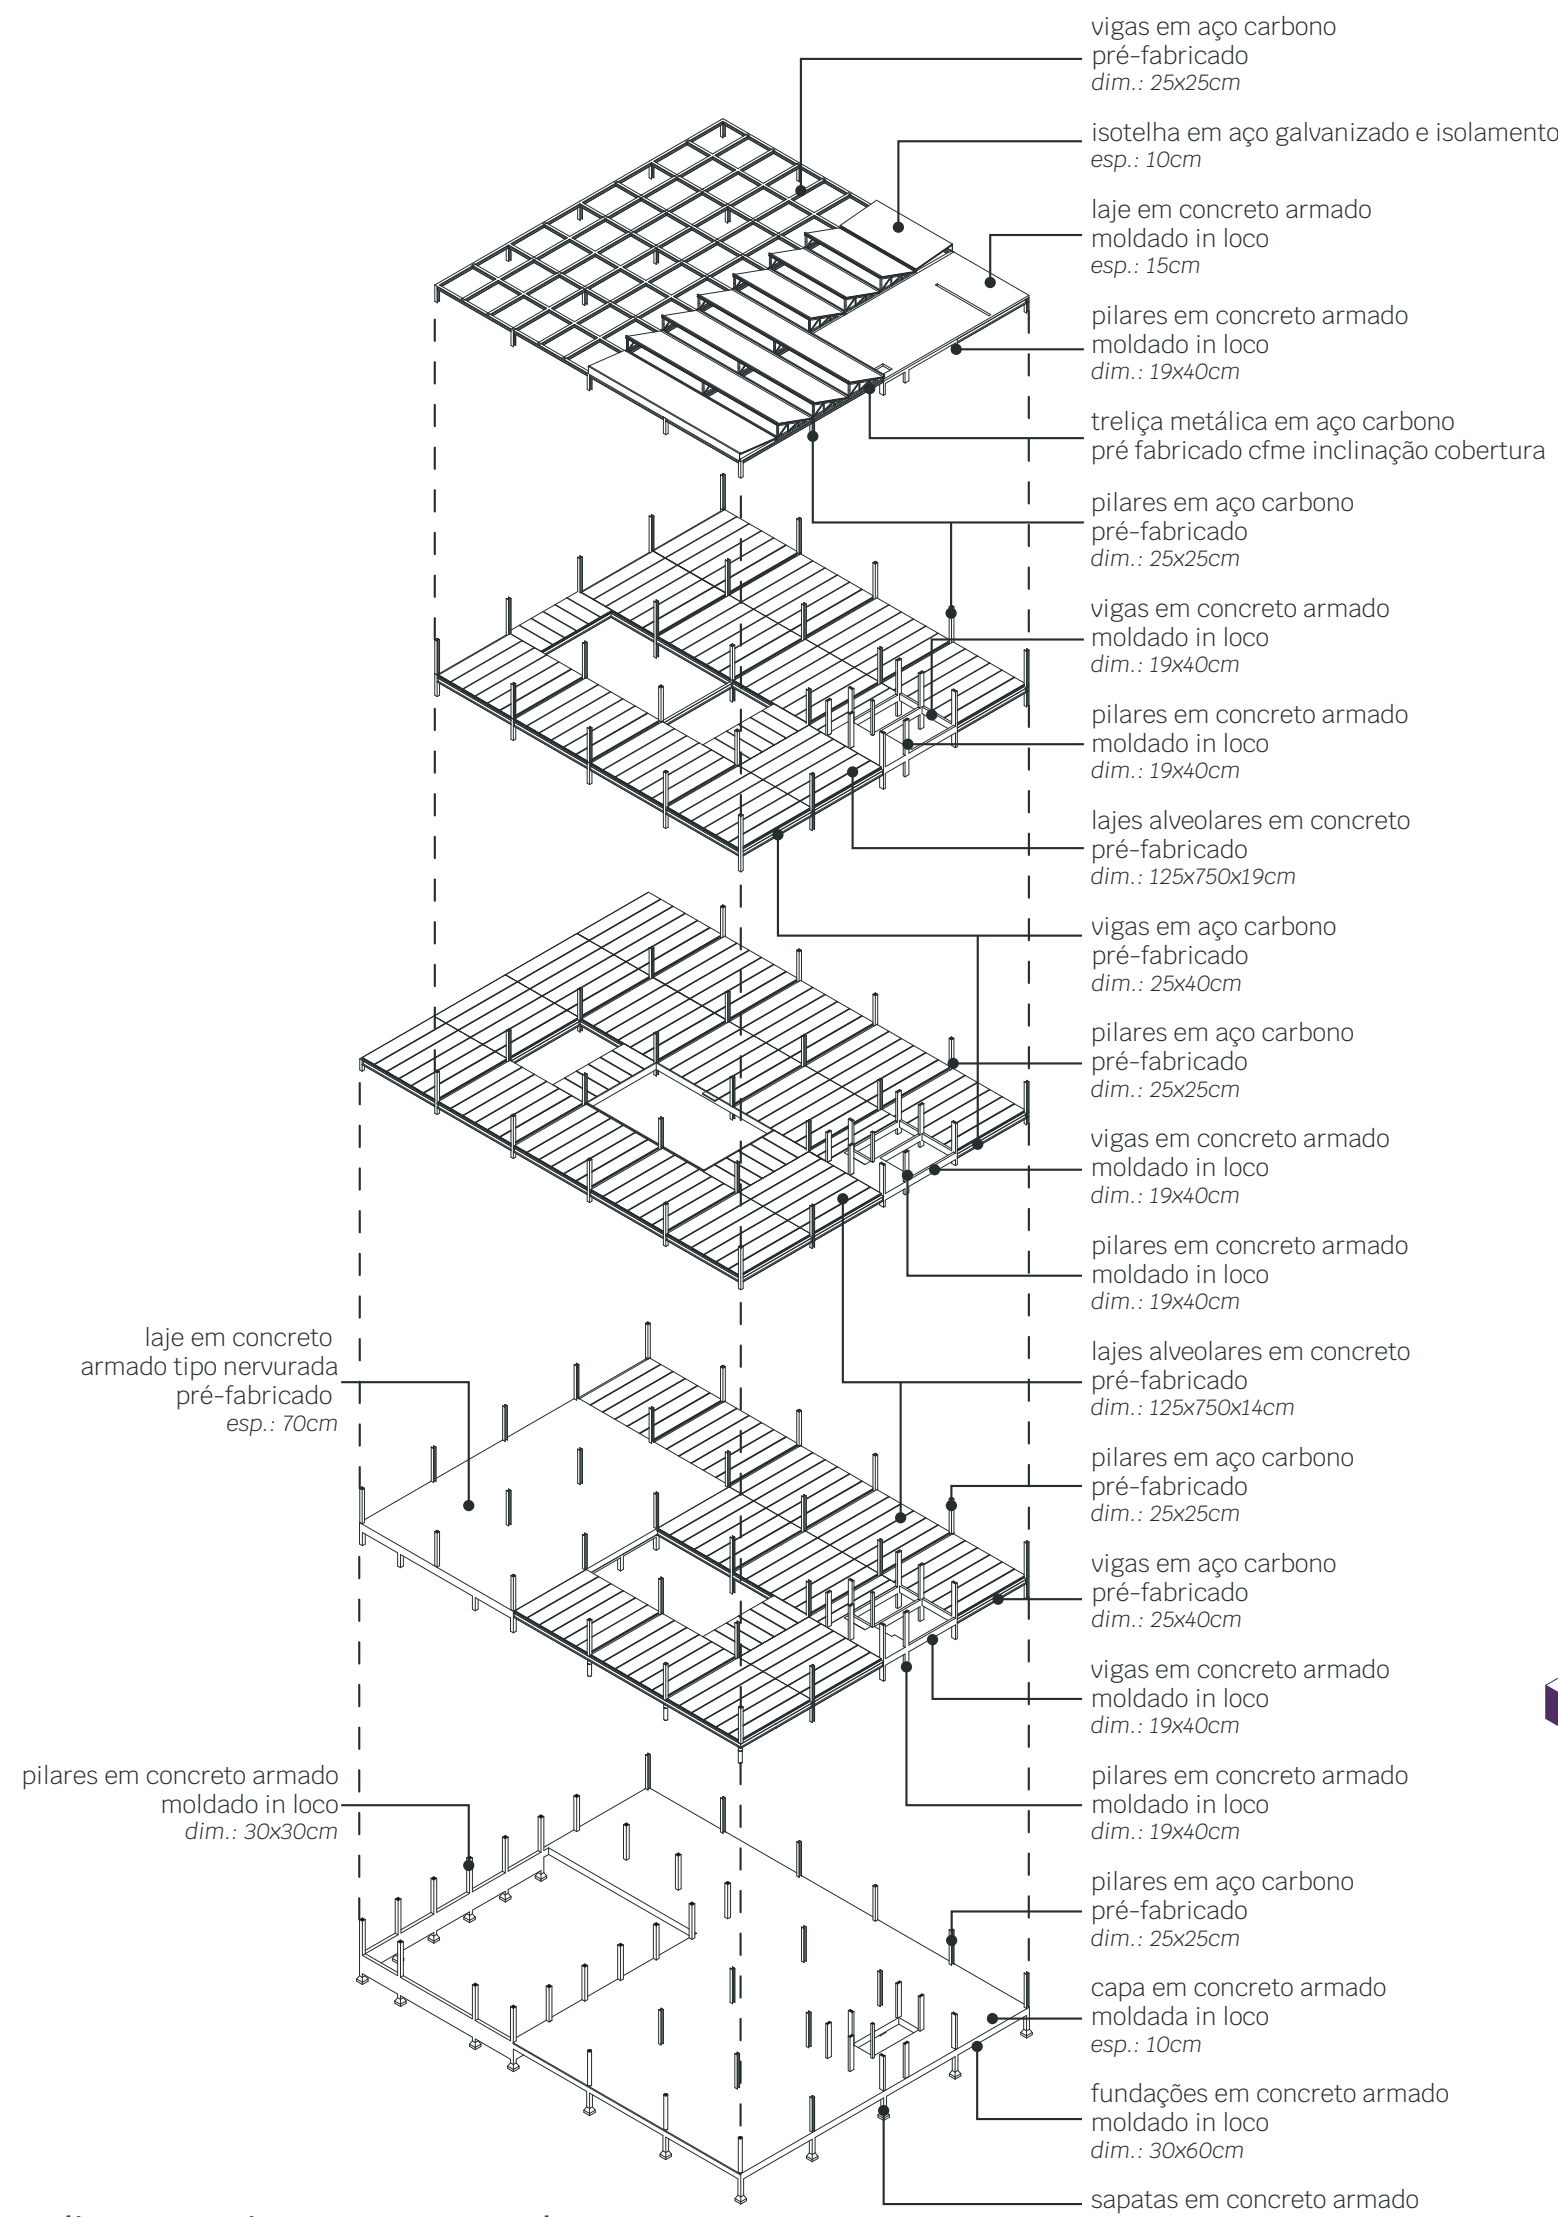 vigas em aço carbono
pré-fabricado
dim.: 25x25cm
isotelha em aço galvanizado e isolamento
esp.: 10cm
laje em concreto armado
moldado in loco
esp.: 15cm
pilares em concreto armado
moldado in loco
dim.: 19x40cm
treliça metálica em aço carbono
pré fabricado cfme inclinação cobertura
pilares em aço carbono
pré-fabricado
dim.: 25x25cm
vigas em concreto armado
moldado in loco
dim.: 19x40cm
pilares em concreto armado
moldado in loco
dim.: 19x40cm
lajes alveolares em concreto
pré-fabricado
dim.: 125x750x19cm
vigas em aço carbono
pré-fabricado
dim.: 25x40cm
pilares em aço carbono
pré-fabricado
dim.: 25x25cm
vigas em concreto armado
moldado in loco
dim.: 19x40cm
pilares em concreto armado
moldado in loco
dim.: 19x40cm
laje em concreto
armado tipo nervurada
pré-fabricado
esp.: 70cm
lajes alveolares em concreto
pré-fabricado
dim.: 125x750x14cm
pilares em aço carbono
pré-fabricado
dim.: 25x25cm
vigas em aço carbono
pré-fabricado
dim.: 25x40cm
vigas em concreto armado
moldado in loco
dim.: 19x40cm
pilares em concreto armado
moldado in loco
dim.: 30x30cm
pilares em concreto armado
moldado in loco
dim.: 19x40cm
pilares em aço carbono
pré-fabricado
dim.: 25x25cm
capa em concreto armado
moldada in loco
esp.: 10cm
fundações em concreto armado
moldado in loco
dim.: 30x60cm
sapatas em concreto armado